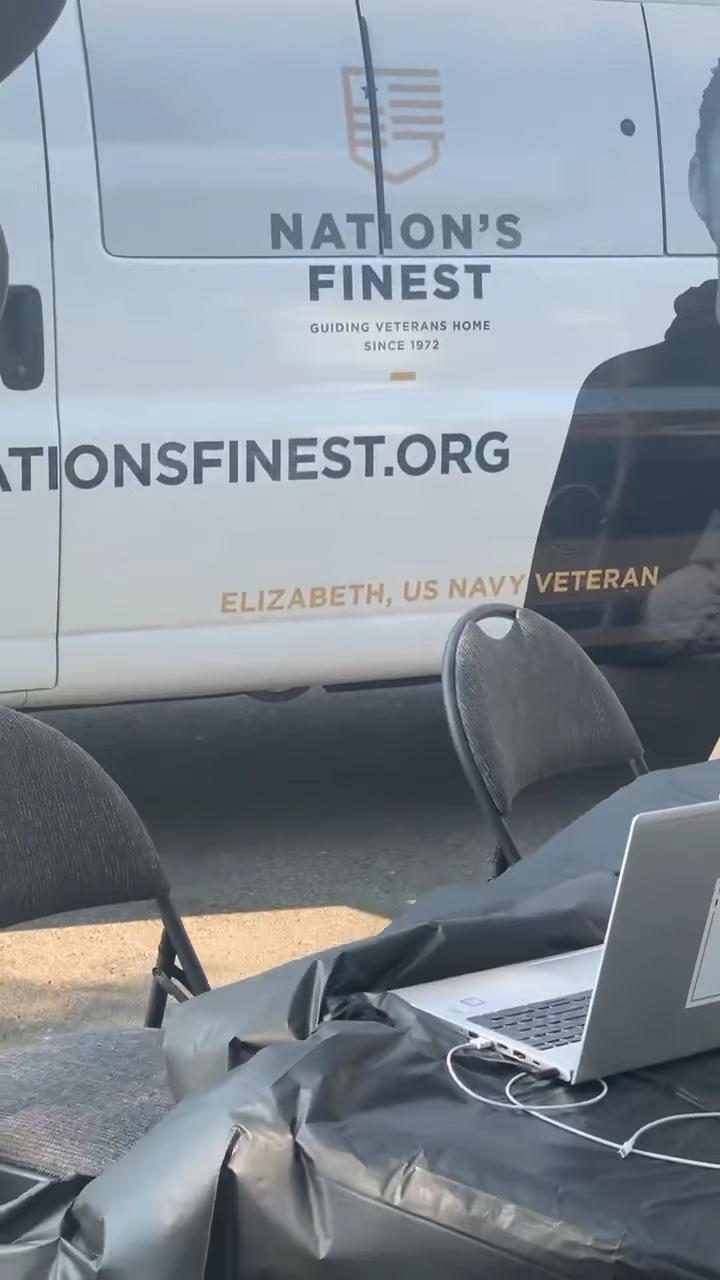 NATION'S
FINEST
GUIDING VETERANS HOME
SINCE 1972
ATIONSFINEST.ORG
ELIZABETH, US NAVY VETERAN